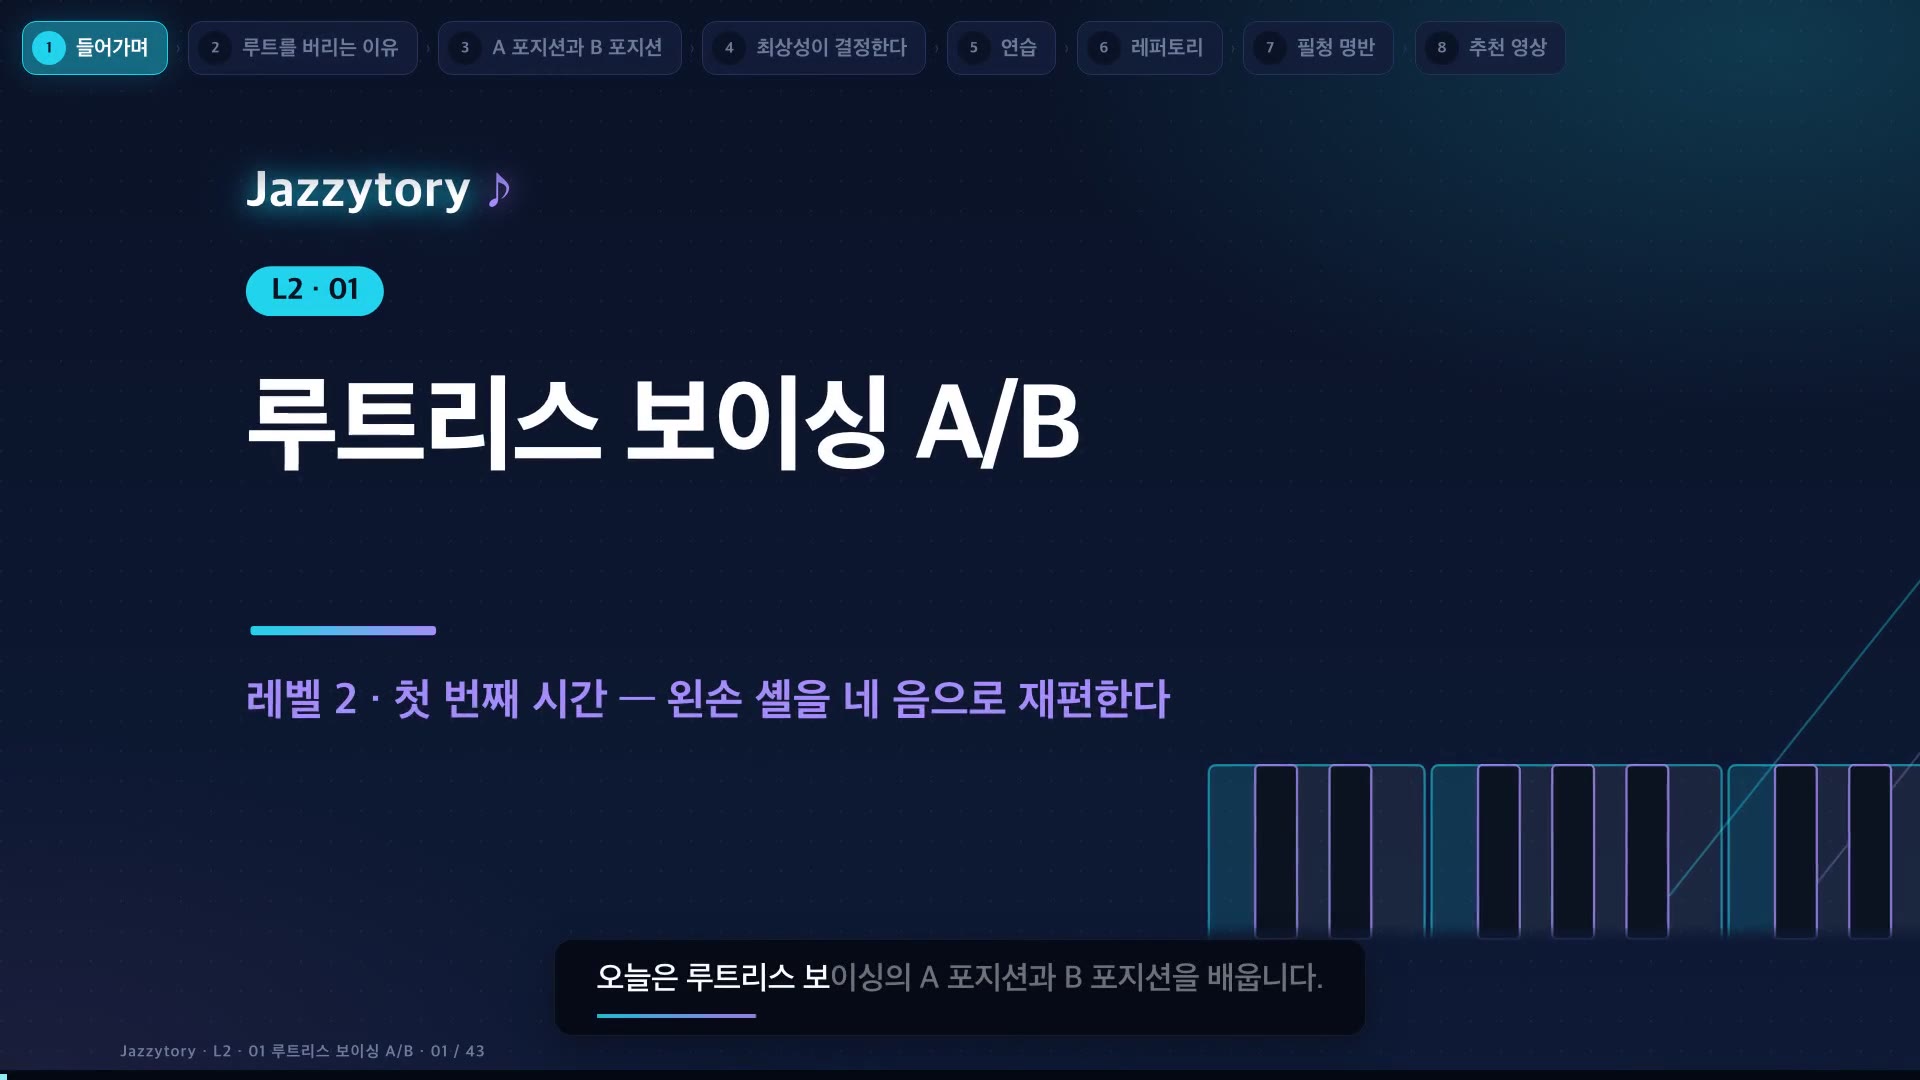 1 들어가며 › 2 루트를 버리는 이유 › 3 A 포지션과 B 포지션 › 4 최상성이 결정한다 › 5 연습 › 6 레퍼토리 › 7 필청 명반 › 8 추천 영상
Jazzytory ♪
L2 · 01
루트리스 보이싱 A/B
레벨 2 · 첫 번째 시간 — 왼손 셸을 네 음으로 재편한다
오늘은 루트리스 보이싱의 A 포지션과 B 포지션을 배웁니다.
Jazzytory · L2 · 01 루트리스 보이싱 A/B · 01 / 43